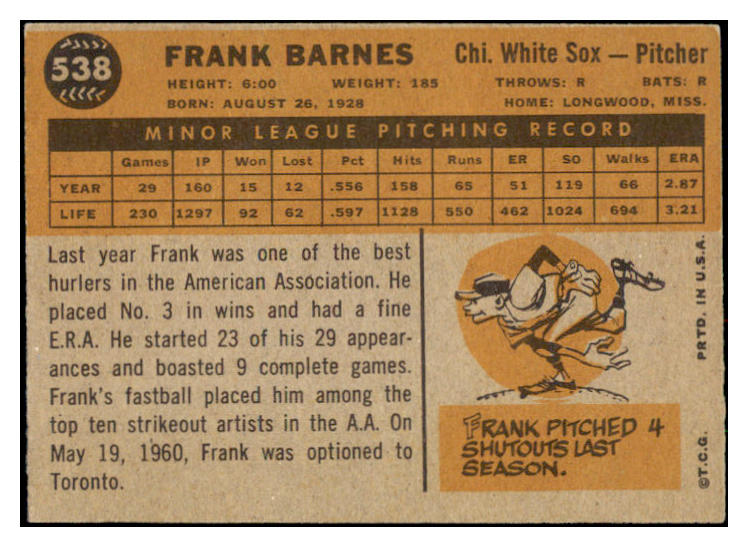 538
FRANK BARNES Chi. White Sox — Pitcher
HEIGHT: 6:00 WEIGHT: 185 THROWS: R BATS: R
BORN: AUGUST 26, 1928 HOME: LONGWOOD, MISS.
MINOR LEAGUE PITCHING RECORD
Games IP Won Lost Pct Hits Runs ER SO Walks ERA
YEAR 29 160 15 12 .556 158 65 51 119 66 2.87
LIFE 230 1297 92 62 .597 1128 550 462 1024 694 3.21
Last year Frank was one of the best
hurlers in the American Association. He
placed No. 3 in wins and had a fine
E.R.A. He started 23 of his 29 appear-
ances and boasted 9 complete games.
Frank's fastball placed him among the
top ten strikeout artists in the A.A. On
May 19, 1960, Frank was optioned to
Toronto.
FRANK PITCHED 4
SHUTOUTS LAST
SEASON.
©T.C.G. PRTD. IN U.S.A.